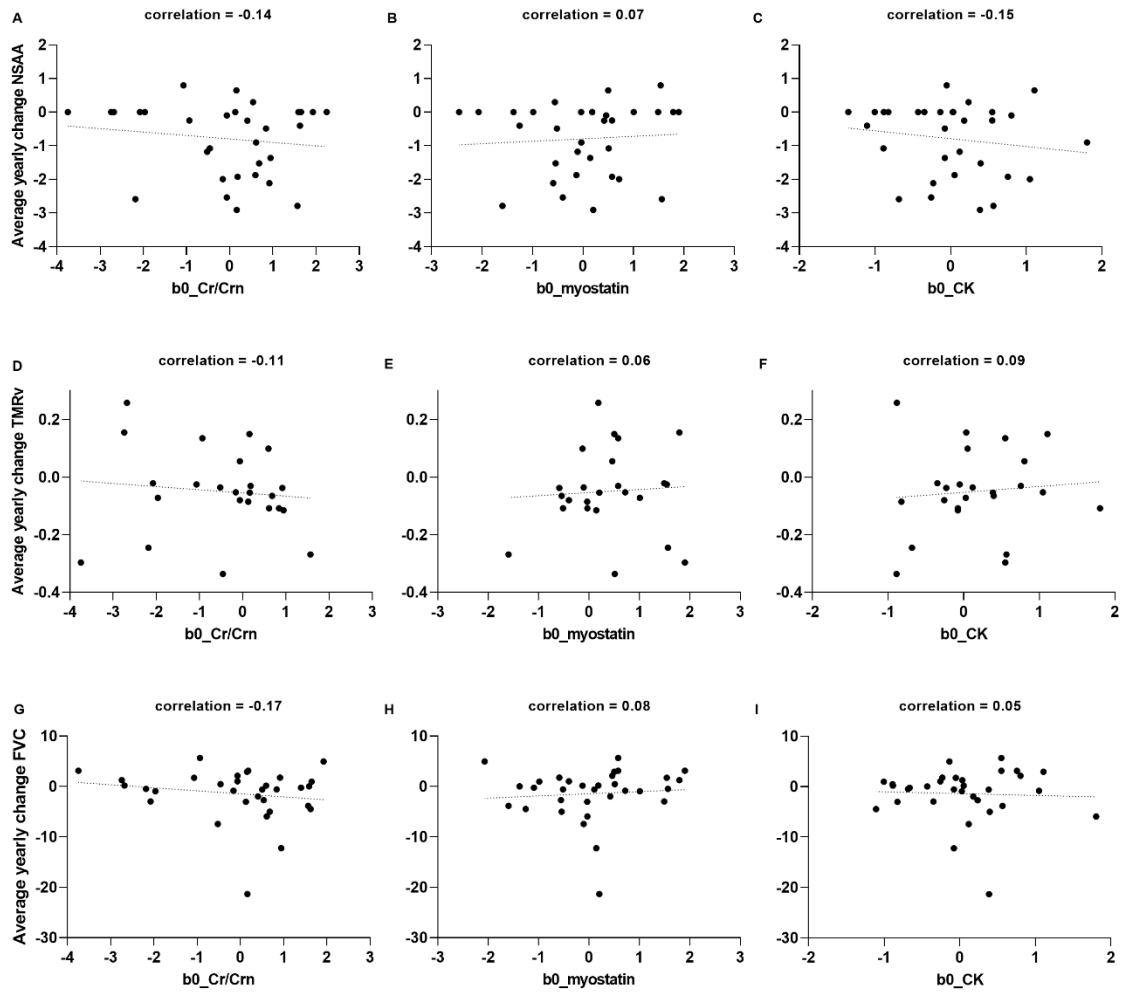 A correlation = -0.14 B correlation = 0.07 C correlation = -0.15
Average yearly change NSAA
2 2 2
1 1 1
0 0 0
-1 -1 -1
-2 -2 -2
-3 -3 -3
-4 -4 -4
-4 -3 -2 -1 0 1 2 3 -3 -2 -1 0 1 2 3 -2 -1 0 1 2
b0_Cr/Crn b0_myostatin b0_CK
D correlation = -0.11 E correlation = 0.06 F correlation = 0.09
Average yearly change TMRv
0.2 0.2 0.2
0.0 0.0 0.0
-0.2 -0.2 -0.2
-0.4 -0.4 -0.4
-4 -3 -2 -1 0 1 2 3 -3 -2 -1 0 1 2 3 -2 -1 0 1 2
b0_Cr/Crn b0_myostatin b0_CK
G correlation = -0.17 H correlation = 0.08 I correlation = 0.05
Average yearly change FVC
10 10 10
0 0 0
-10 -10 -10
-20 -20 -20
-30 -30 -30
-4 -3 -2 -1 0 1 2 3 -3 -2 -1 0 1 2 3 -2 -1 0 1 2
b0_Cr/Crn b0_myostatin b0_CK